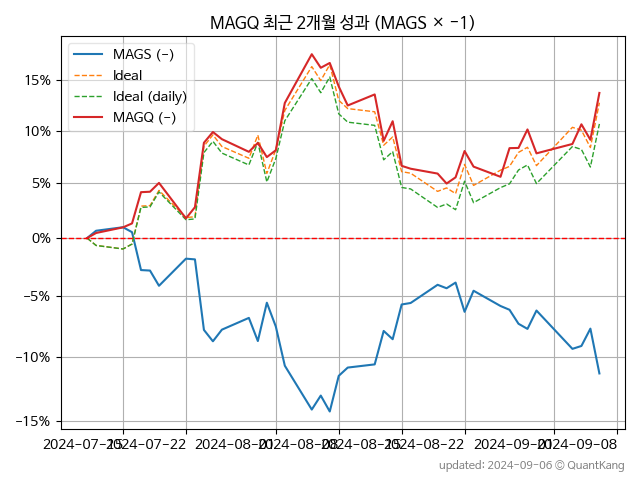 MAGQ 최근 2개월 성과 (MAGS × −1)
MAGS (–)
Ideal
Ideal (daily)
MAGQ (–)
15%
10%
5%
0%
−5%
−10%
−15%
2024-07-15 2024-07-22 2024-08-01 2024-08-08 2024-08-15 2024-08-22 2024-09-01 2024-09-08
updated: 2024-09-06 © QuantKang